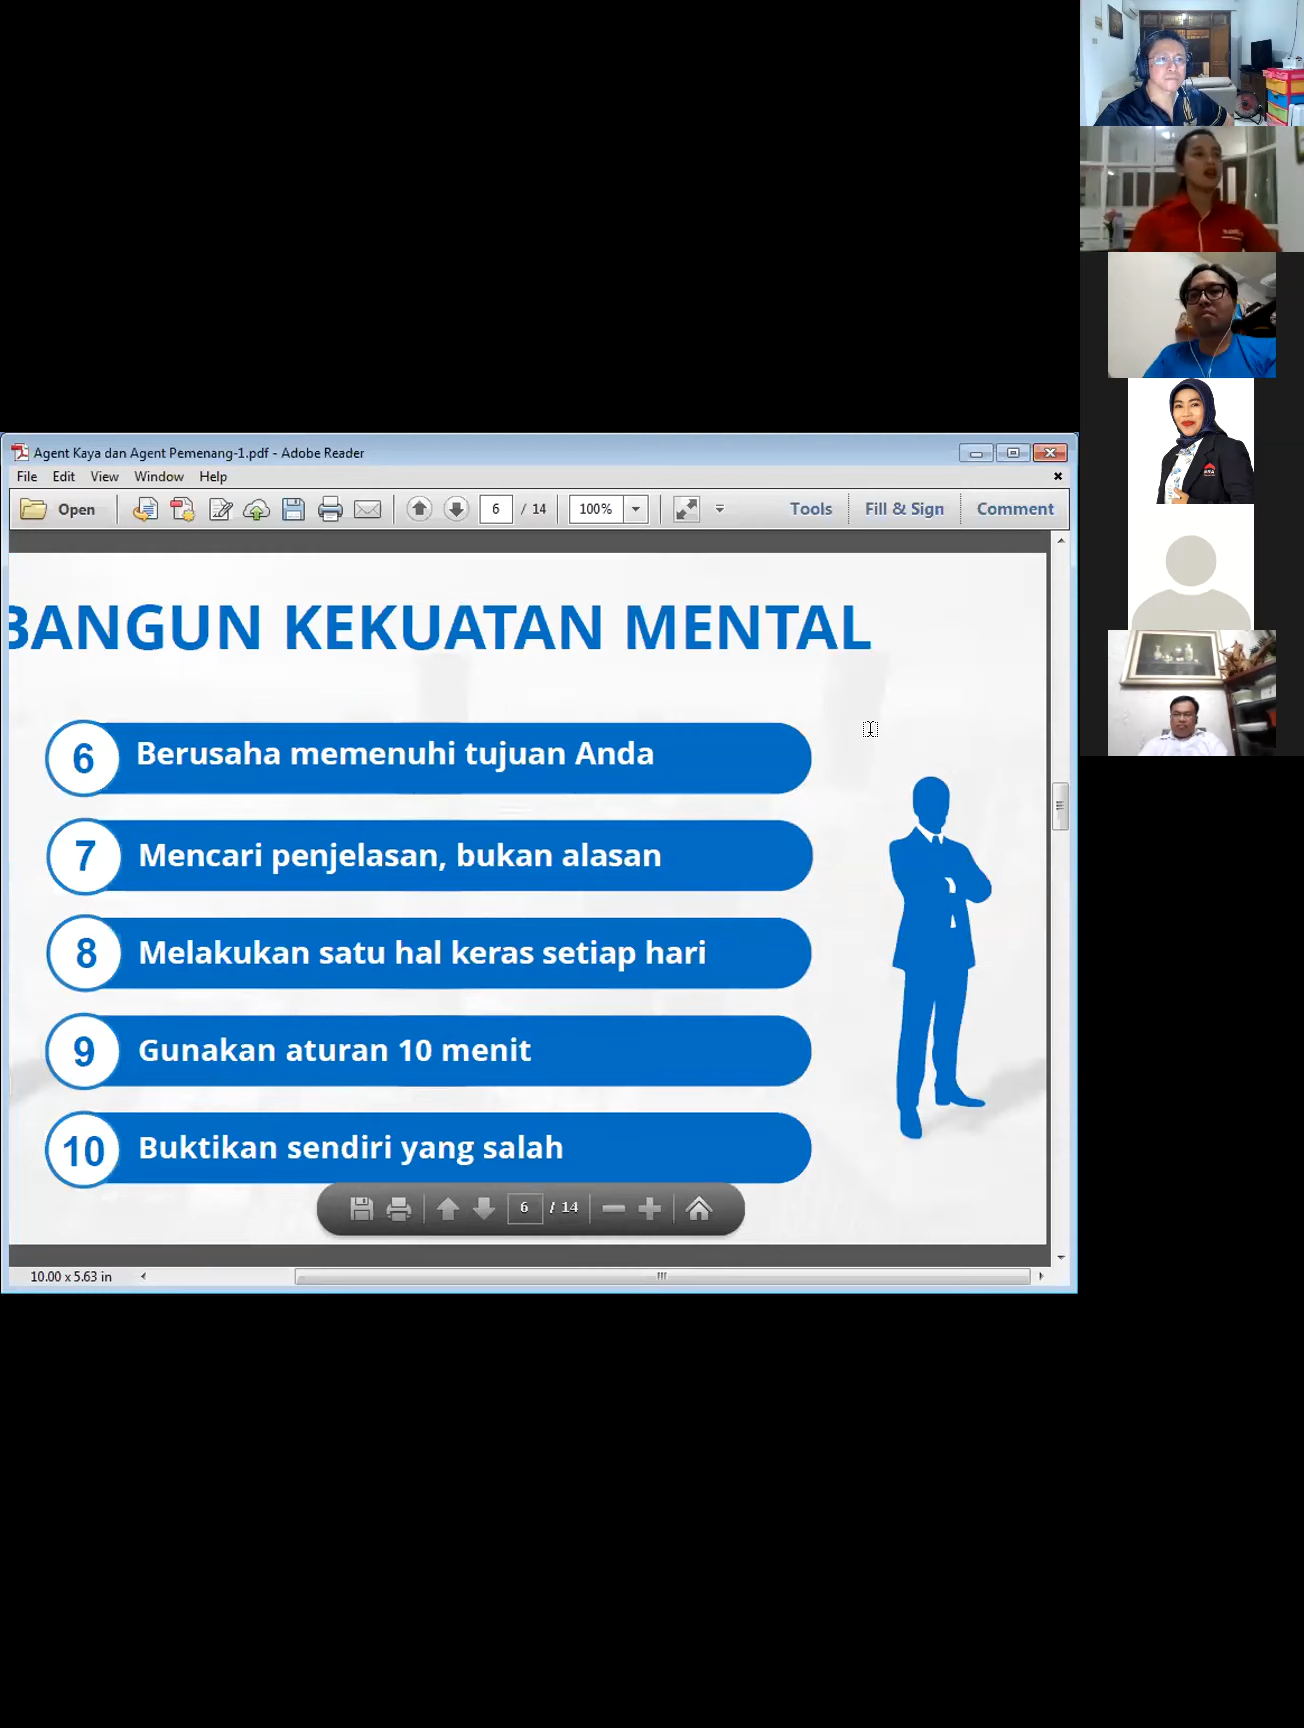 Agent Kaya dan Agent Pemenang-1.pdf - Adobe Reader
File Edit View Window Help
Open 6 / 14 100% Tools Fill & Sign Comment
BANGUN KEKUATAN MENTAL
6 Berusaha memenuhi tujuan Anda
7 Mencari penjelasan, bukan alasan
8 Melakukan satu hal keras setiap hari
9 Gunakan aturan 10 menit
10 Buktikan sendiri yang salah
6 / 14
10.00 x 5.63 in